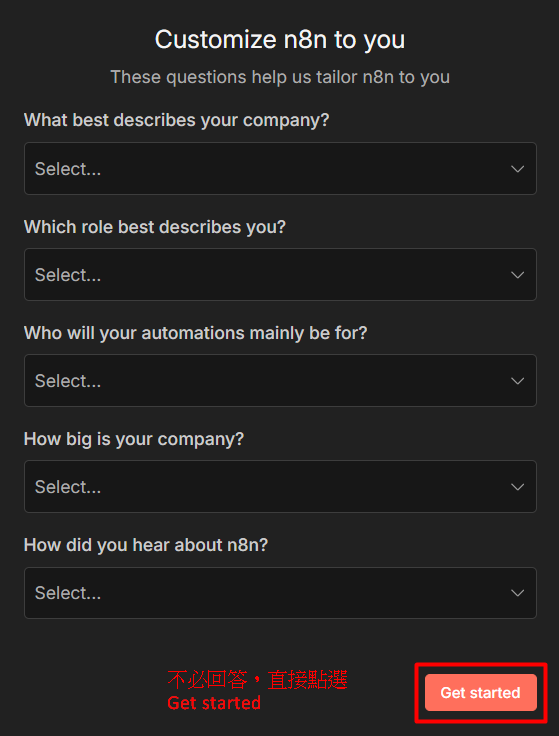 Customize n8n to you
These questions help us tailor n8n to you
What best describes your company?
Select...
Which role best describes you?
Select...
Who will your automations mainly be for?
Select...
How big is your company?
Select...
How did you hear about n8n?
Select...
不必回答，直接點選
Get started
Get started